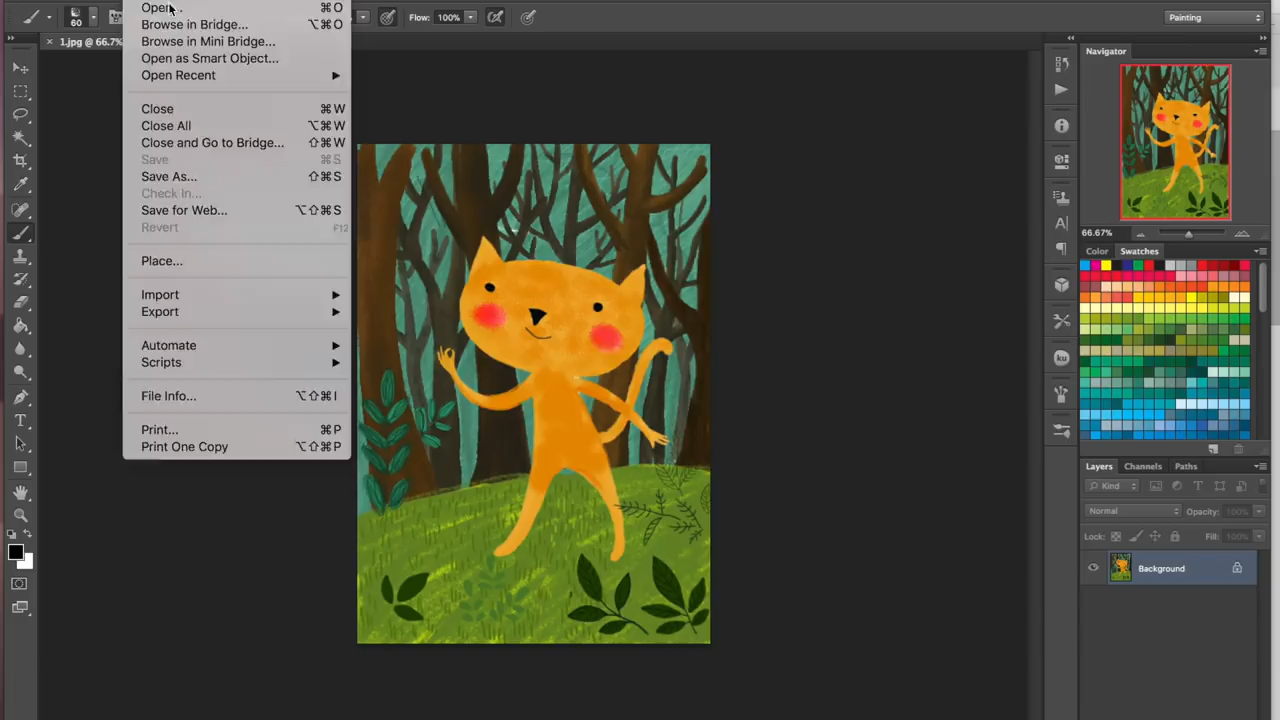 Open...	⌘O
60
Flow: 100%
Painting
Browse in Bridge...	⌥⌘O
1.jpg @ 66.7%
Browse in Mini Bridge...
Open as Smart Object...
Open Recent
Close	⌘W
Close All	⌥⌘W
Close and Go to Bridge...	⇧⌘W
Save	⌘S
Save As...	⇧⌘S
Check In...
Save for Web...	⌥⇧⌘S
Revert	F12
Place...
Import
Export
Automate
Scripts
File Info...	⌥⇧⌘I
Print...	⌘P
Print One Copy	⌥⇧⌘P
Navigator
66.67%
Color	Swatches
ku
Layers	Channels	Paths
Kind
Normal	Opacity: 100%
Lock:	Fill: 100%
Background